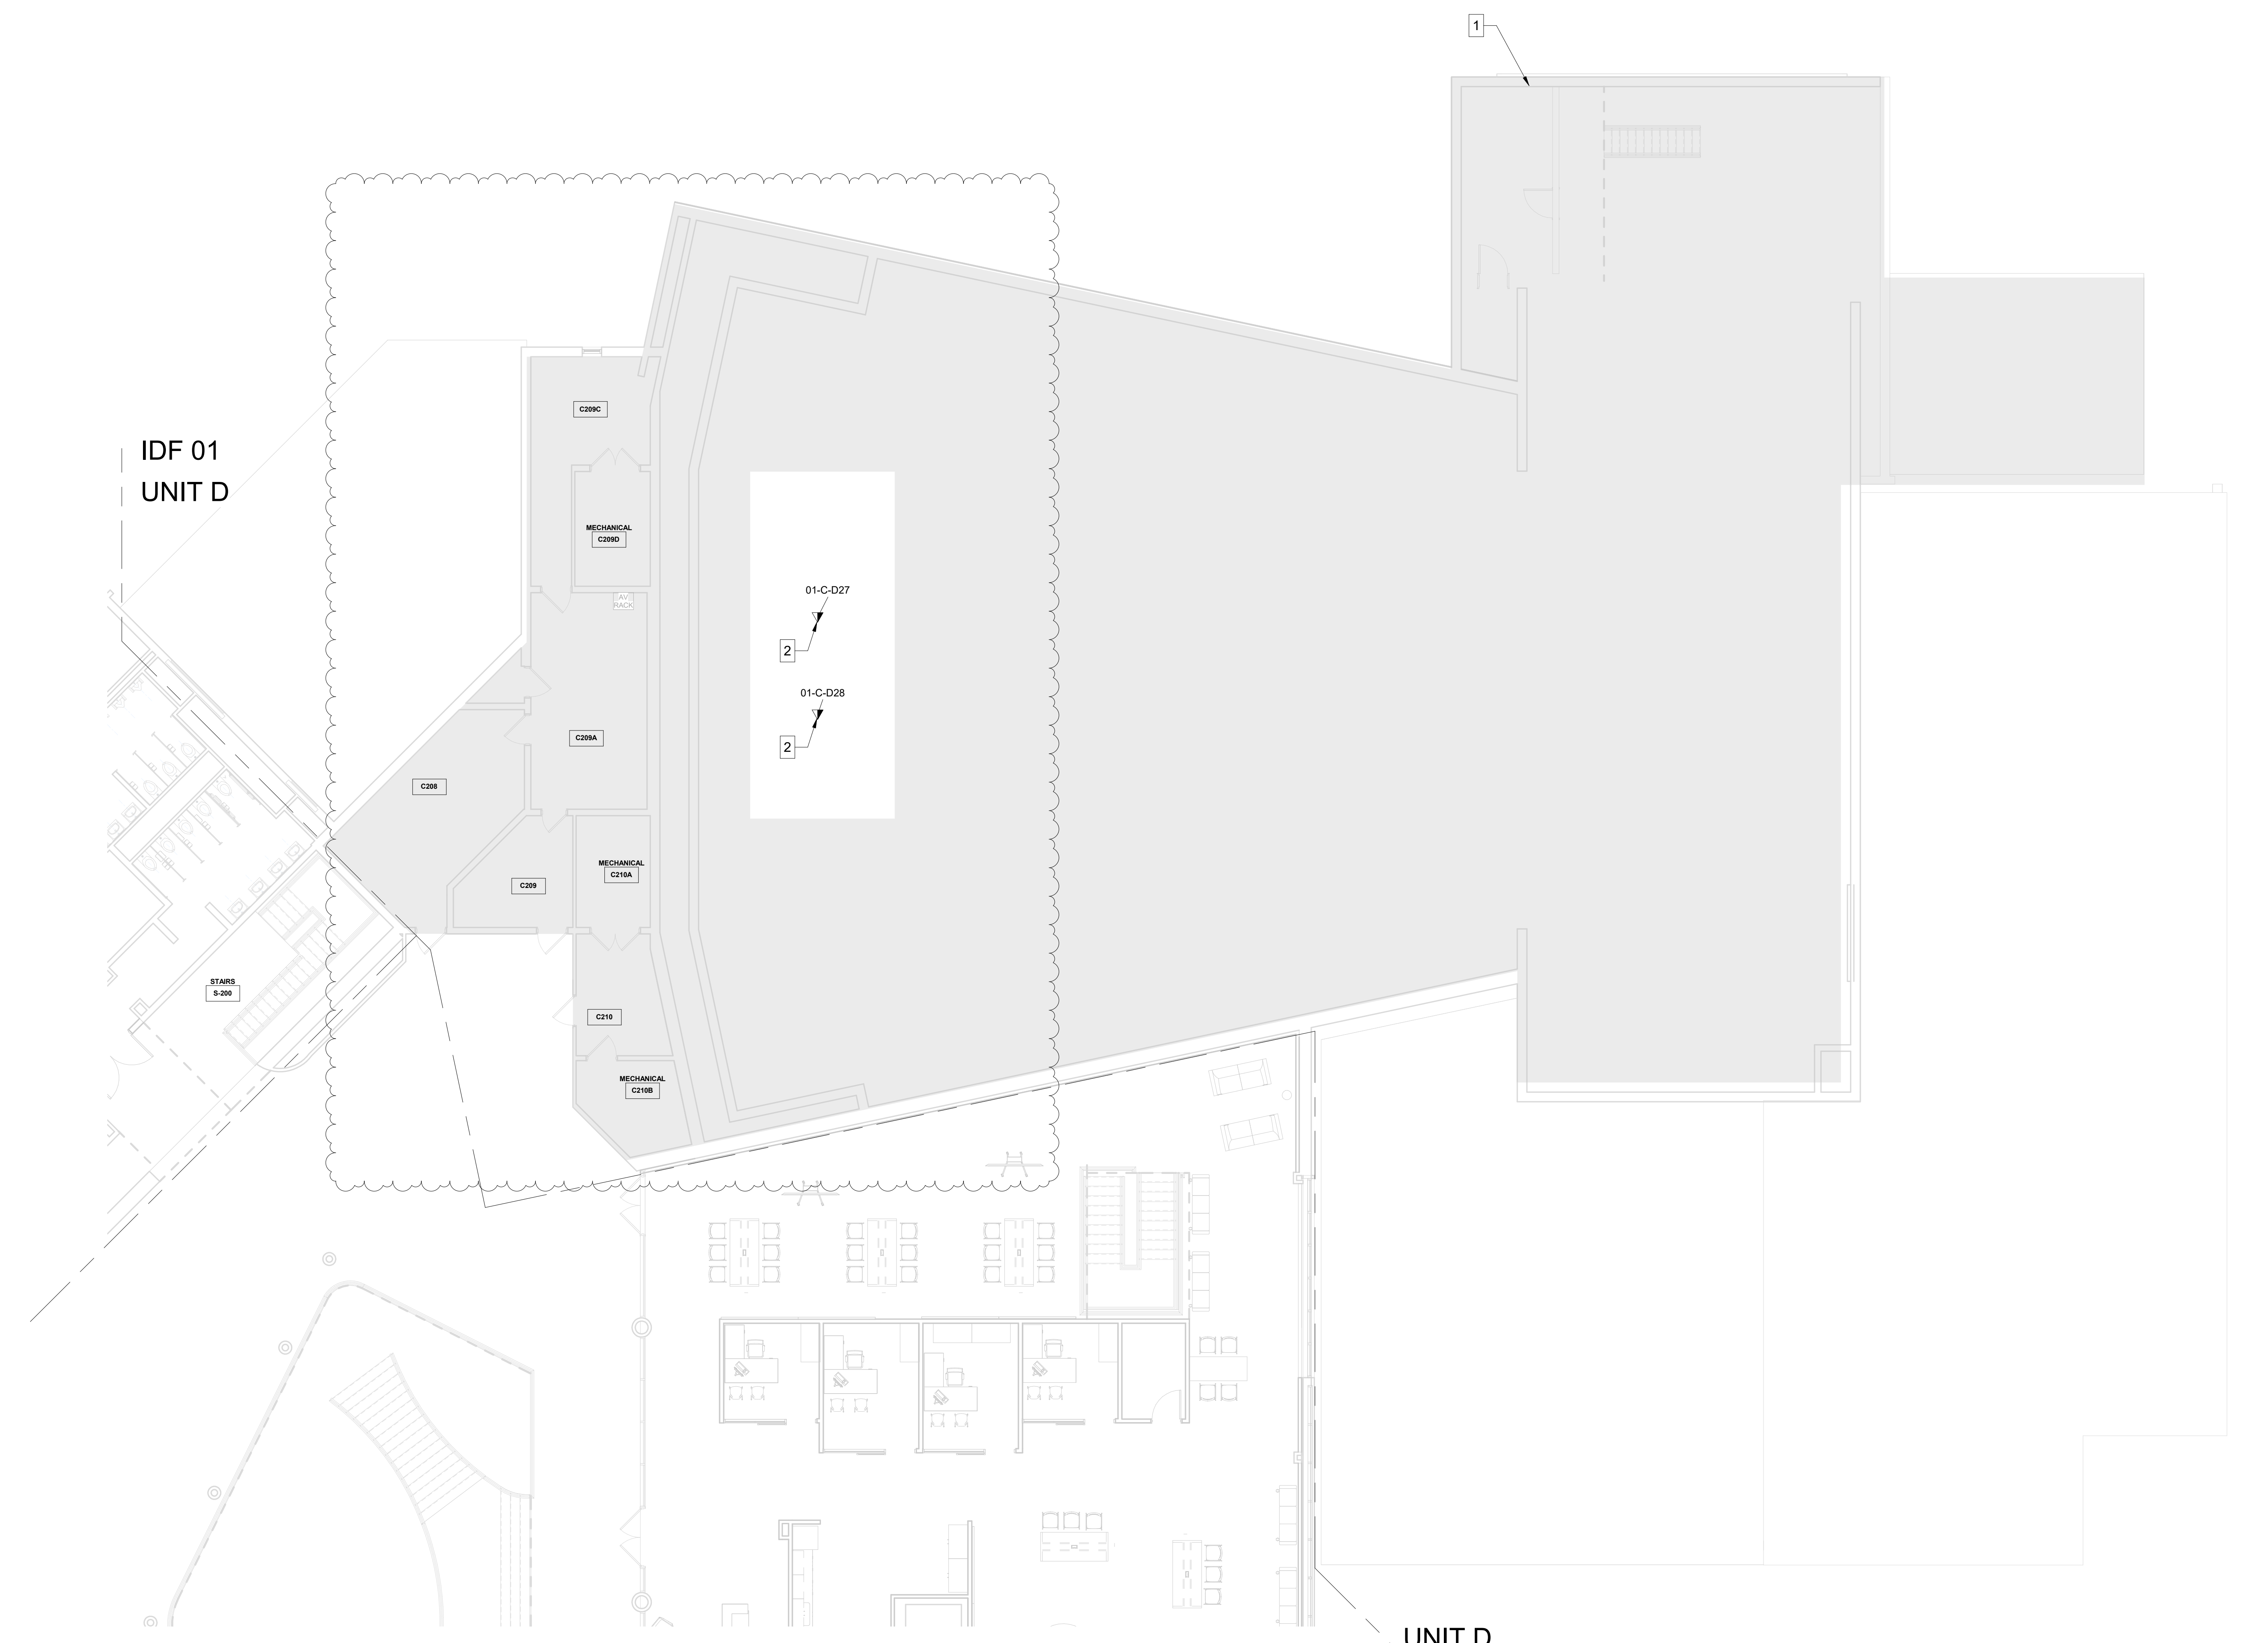 1
IDF 01
UNIT D
C209C
MECHANICAL
C209D
AV
RACK
01-C-D27
2
01-C-D28
2
C209A
C208
MECHANICAL
C210A
C209
STAIRS
S-200
C210
MECHANICAL
C210B
UNIT D